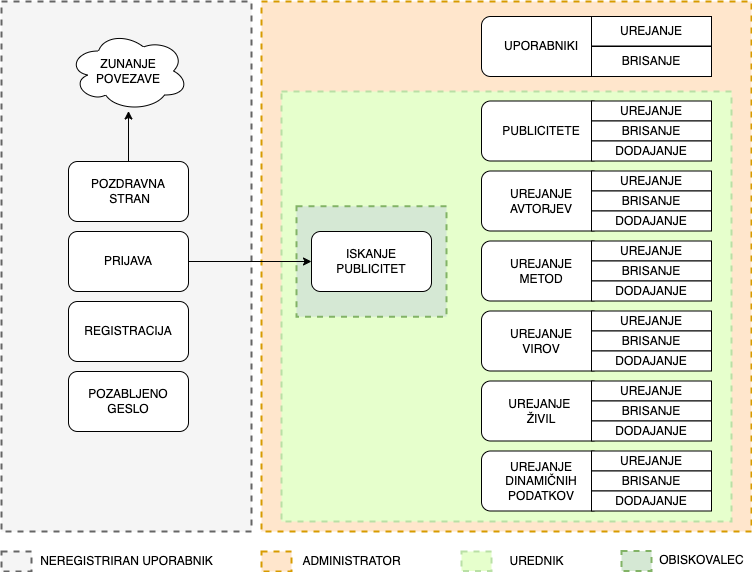 ZUNANJE
POVEZAVE
POZDRAVNA
STRAN
PRIJAVA
REGISTRACIJA
POZABLJENO
GESLO
ISKANJE
PUBLICITET
UPORABNIKI
UREJANJE
BRISANJE
PUBLICITETE
UREJANJE
BRISANJE
DODAJANJE
UREJANJE
AVTORJEV
UREJANJE
BRISANJE
DODAJANJE
UREJANJE
METOD
UREJANJE
BRISANJE
DODAJANJE
UREJANJE
VIROV
UREJANJE
BRISANJE
DODAJANJE
UREJANJE
ŽIVIL
UREJANJE
BRISANJE
DODAJANJE
UREJANJE
DINAMIČNIH
PODATKOV
UREJANJE
BRISANJE
DODAJANJE
NEREGISTRIRAN UPORABNIK
ADMINISTRATOR
UREDNIK
OBISKOVALEC